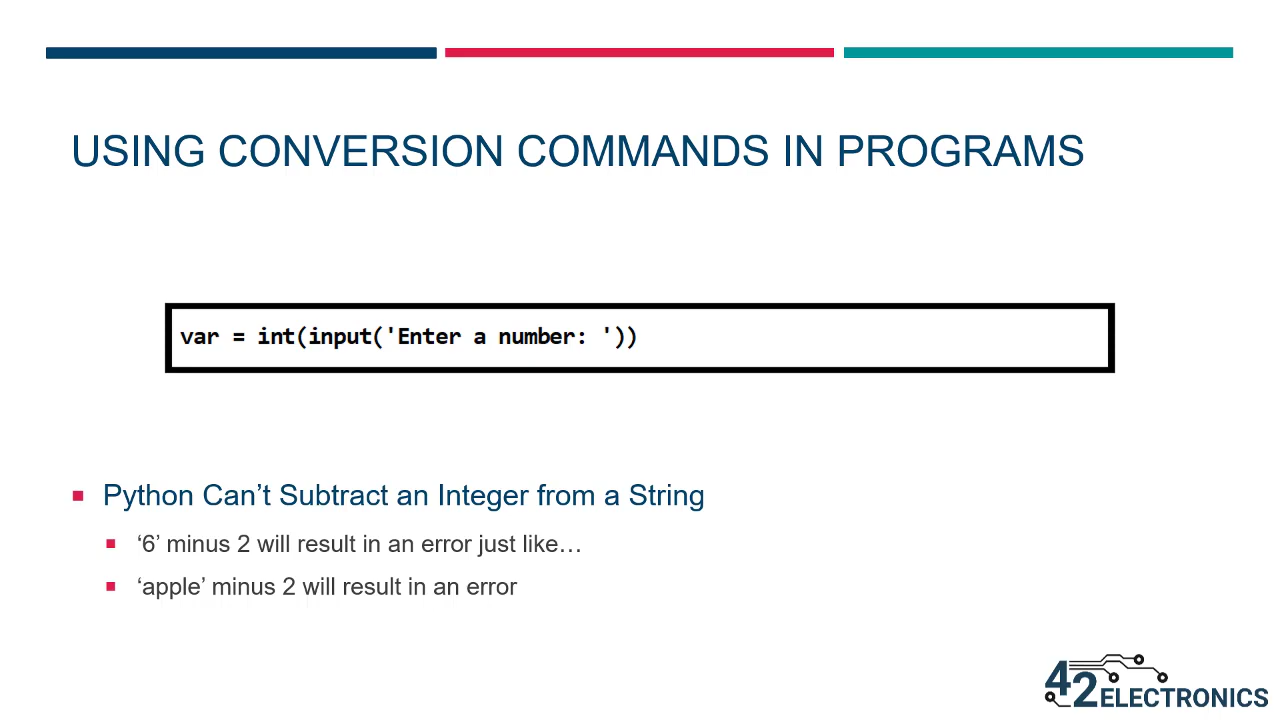 USING CONVERSION COMMANDS IN PROGRAMS
var = int(input('Enter a number: '))
Python Can’t Subtract an Integer from a String
‘6’ minus 2 will result in an error just like…
‘apple’ minus 2 will result in an error
42 ELECTRONICS